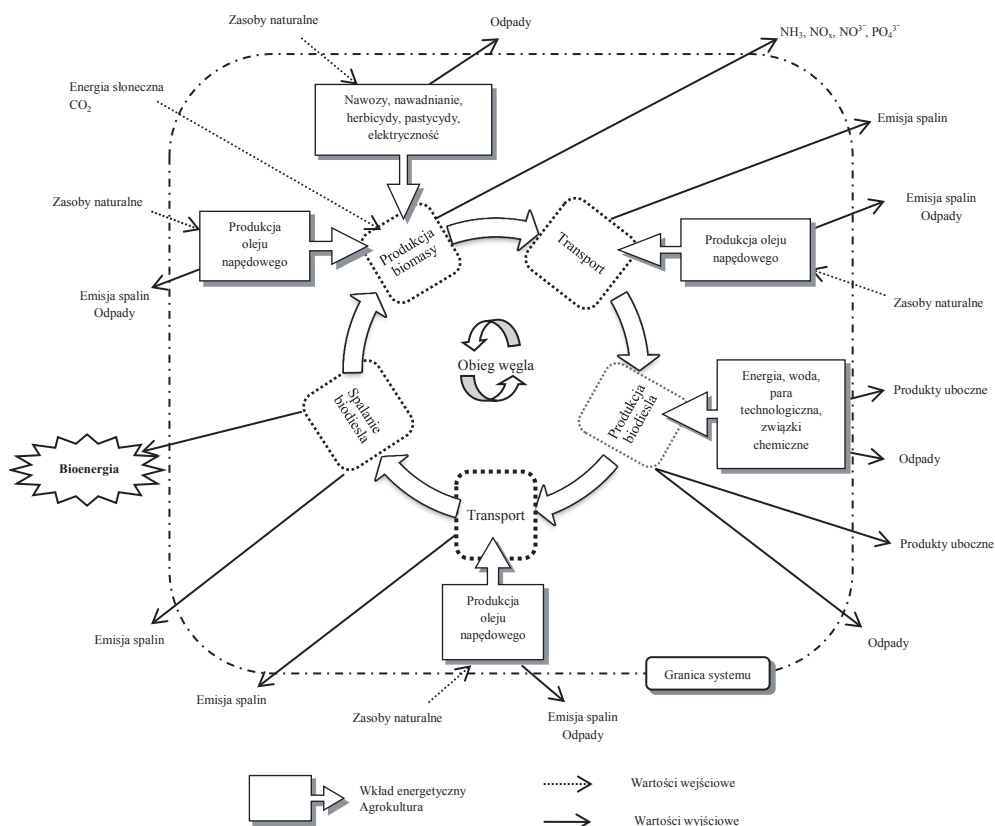 Zasoby naturalne
Odpady
NH₃, NOₓ, NO³⁻, PO₄³⁻
Energia słoneczna
CO₂
Nawozy, nawadnianie,
herbicydy, pastycydy,
elektryczność
Emisja spalin
Zasoby naturalne
Produkcja
oleju
napędowego
Produkcja
biomasy
Transport
Produkcja oleju
napędowego
Emisja spalin
Odpady
Emisja spalin
Odpady
Zasoby naturalne
Obieg węgla
Spalanie
biodiesla
Produkcja
biodiesla
Energia, woda,
para
technologiczna,
związki
chemiczne
Produkty uboczne
Odpady
Bioenergia
Transport
Produkty uboczne
Produkcja
oleju
napędowego
Emisja spalin
Odpady
Emisja spalin
Granica systemu
Zasoby naturalne
Emisja spalin
Odpady
Wkład energetyczny
Agrokultura
Wartości wejściowe
Wartości wyjściowe